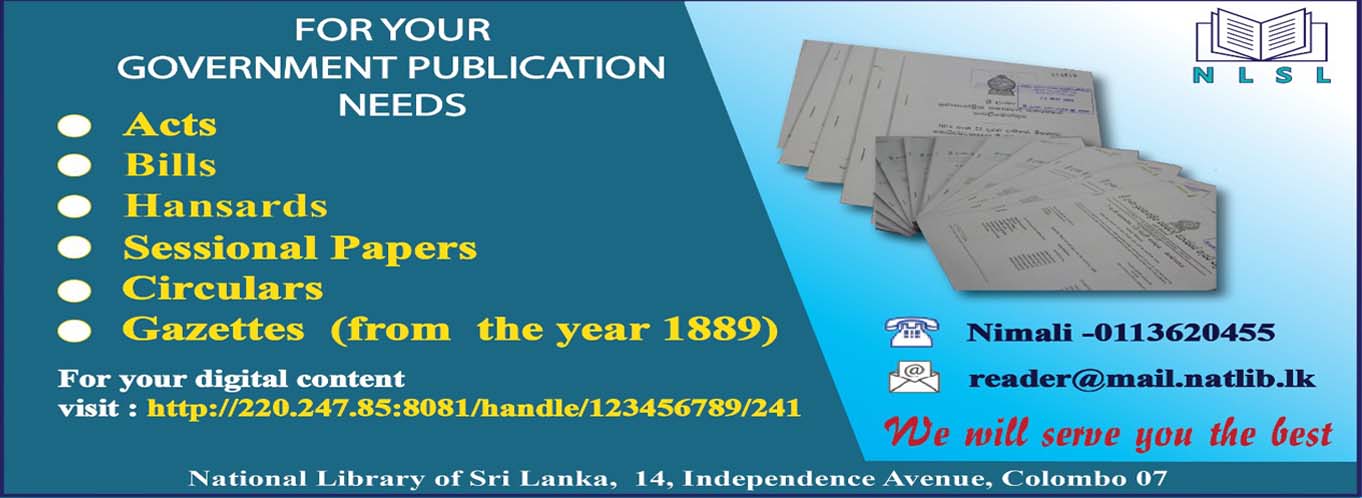 FOR YOUR
GOVERNMENT PUBLICATION
NEEDS
Acts
Bills
Hansards
Sessional Papers
Circulars
Gazettes (from the year 1889)
For your digital content
visit : http://220.247.85:8081/handle/123456789/241
N L S L
Nimali -0113620455
reader@mail.natlib.lk
We will serve you the best
National Library of Sri Lanka, 14, Independence Avenue, Colombo 07